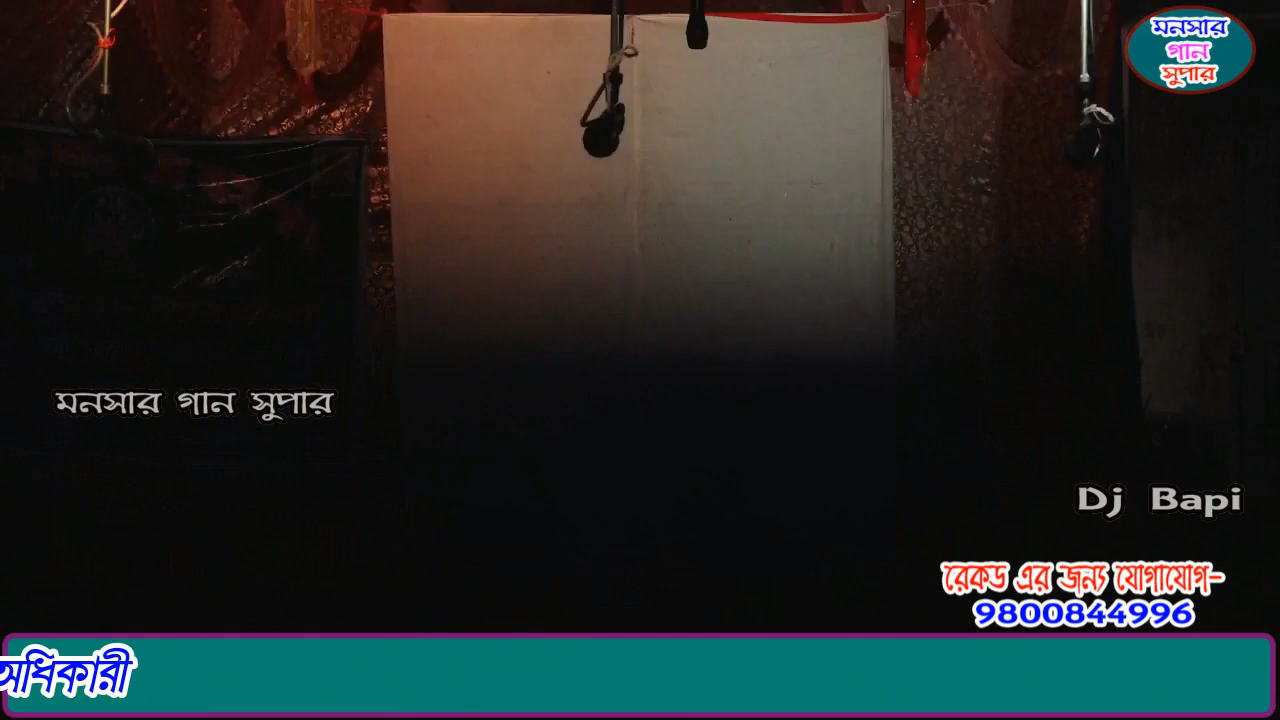 মনসার
গান
সুপার
মনসার গান সুপার
Dj Bapi
রেকড এর জন্য যোগাযোগ-
9800844996
অধিকারী